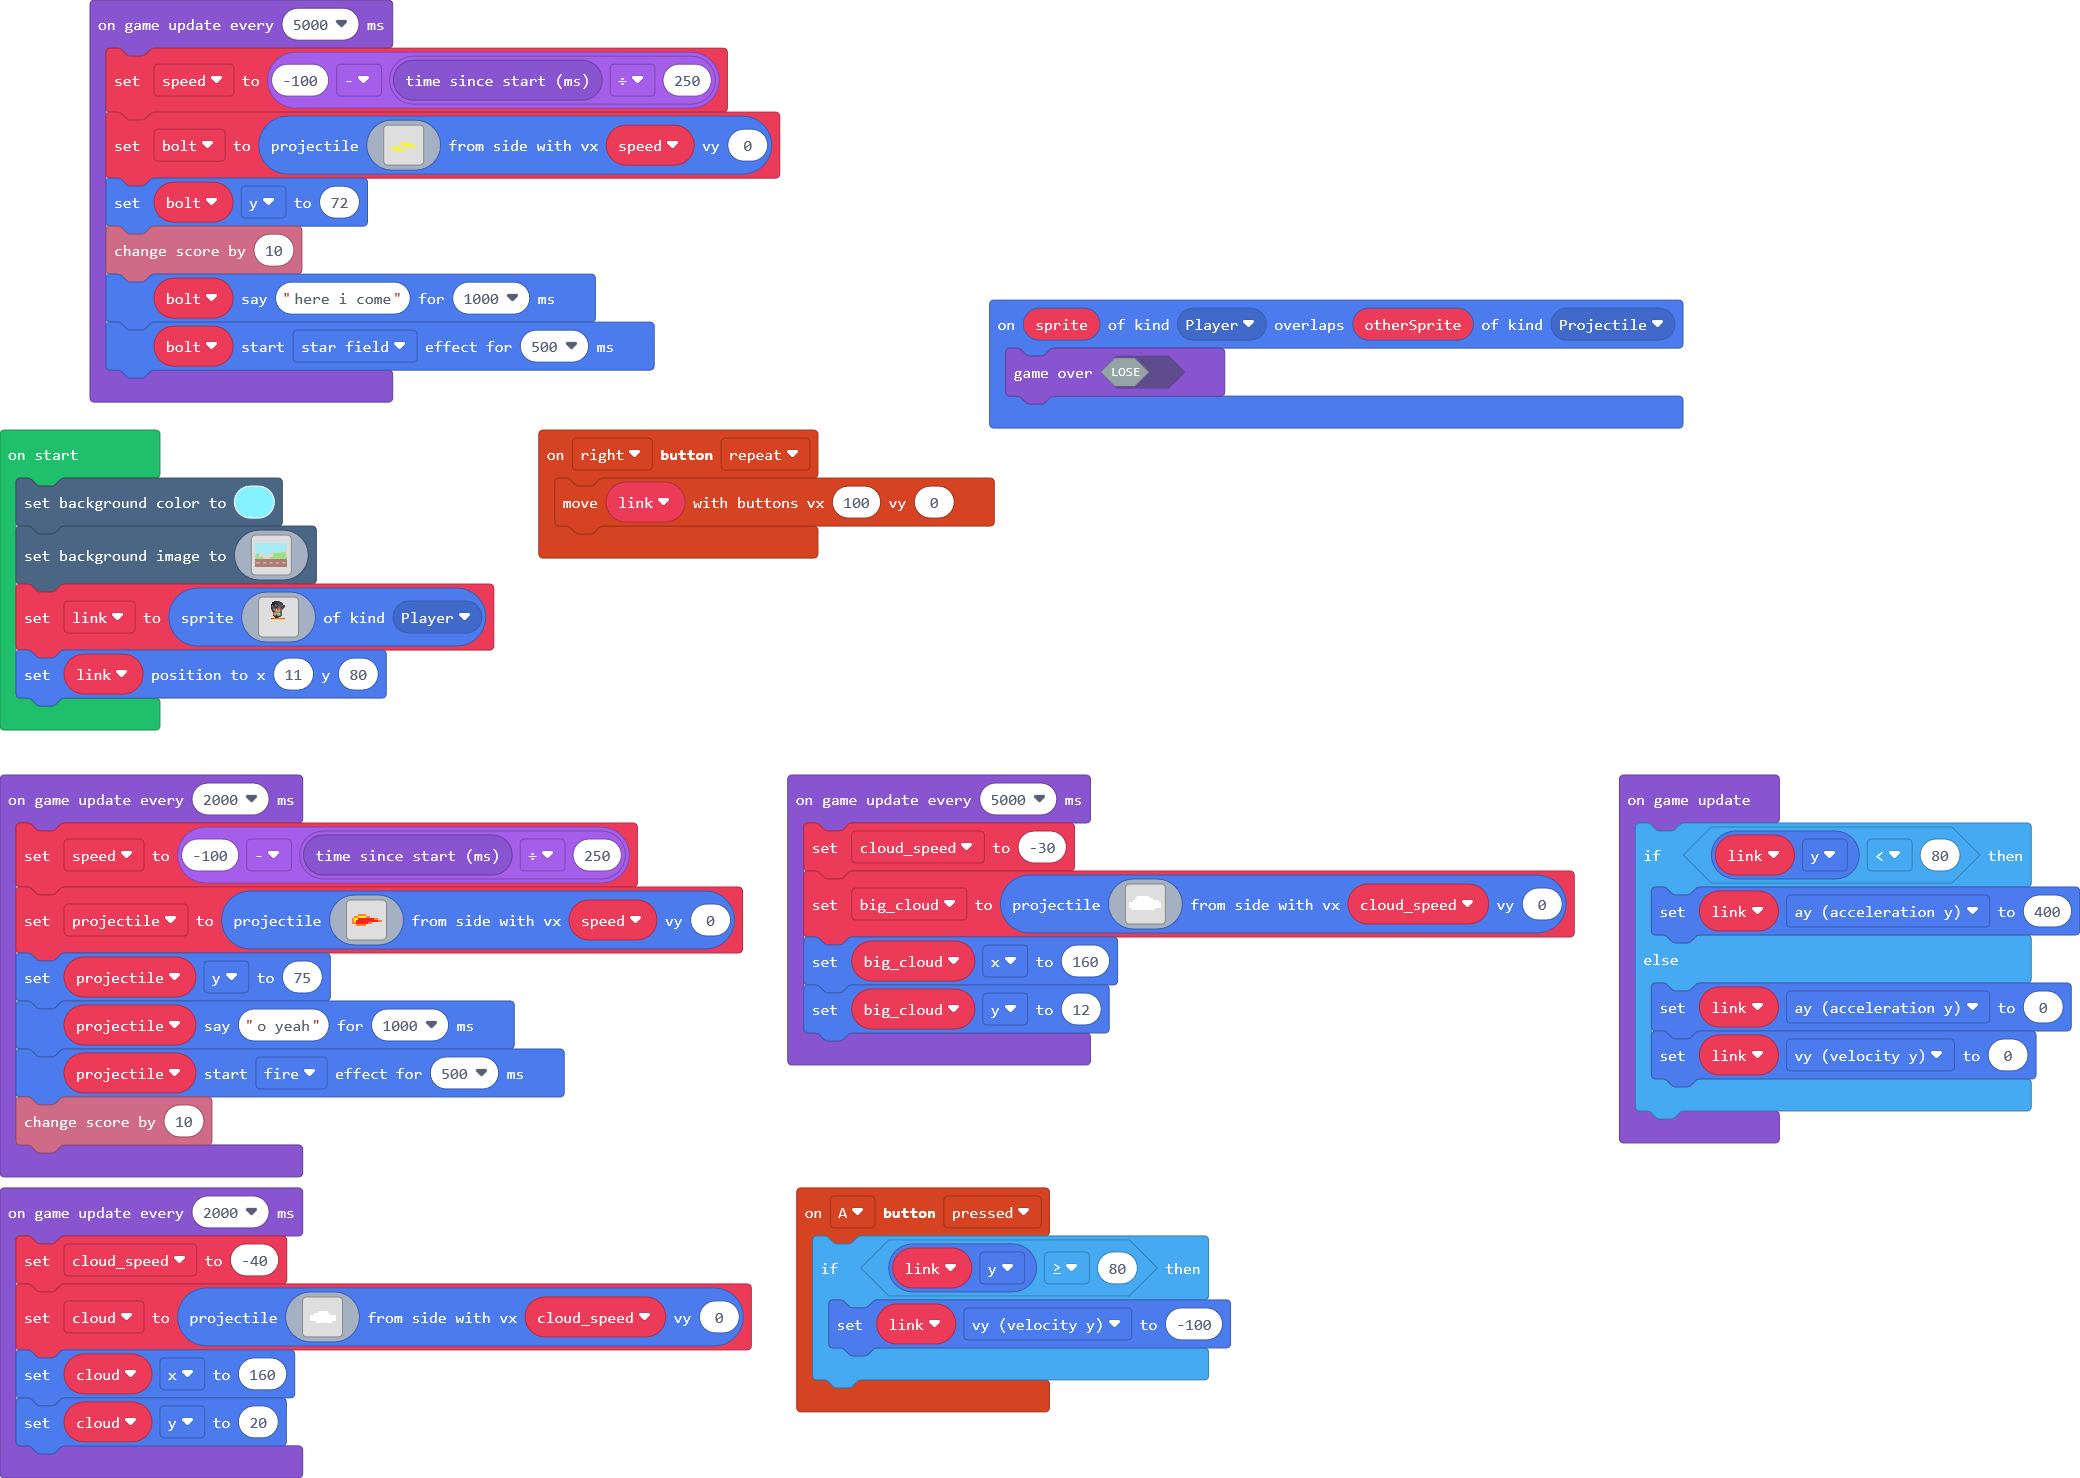 on game update every 5000 ms
set speed to -100 - time since start (ms) ÷ 250
set bolt to projectile from side with vx speed vy 0
set bolt y to 72
change score by 10
bolt say "here i come" for 1000 ms
bolt start star field effect for 500 ms
on sprite of kind Player overlaps otherSprite of kind Projectile
game over LOSE
on start
set background color to
set background image to
set link to sprite of kind Player
set link position to x 11 y 80
on right button repeat
move link with buttons vx 100 vy 0
on game update every 2000 ms
set speed to -100 - time since start (ms) ÷ 250
set projectile to projectile from side with vx speed vy 0
set projectile y to 75
projectile say "o yeah" for 1000 ms
projectile start fire effect for 500 ms
change score by 10
on game update every 5000 ms
set cloud_speed to -30
set big_cloud to projectile from side with vx cloud_speed vy 0
set big_cloud x to 160
set big_cloud y to 12
on game update
if link y < 80 then
set link ay (acceleration y) to 400
else
set link ay (acceleration y) to 0
set link vy (velocity y) to 0
on game update every 2000 ms
set cloud_speed to -40
set cloud to projectile from side with vx cloud_speed vy 0
set cloud x to 160
set cloud y to 20
on A button pressed
if link y ≥ 80 then
set link vy (velocity y) to -100